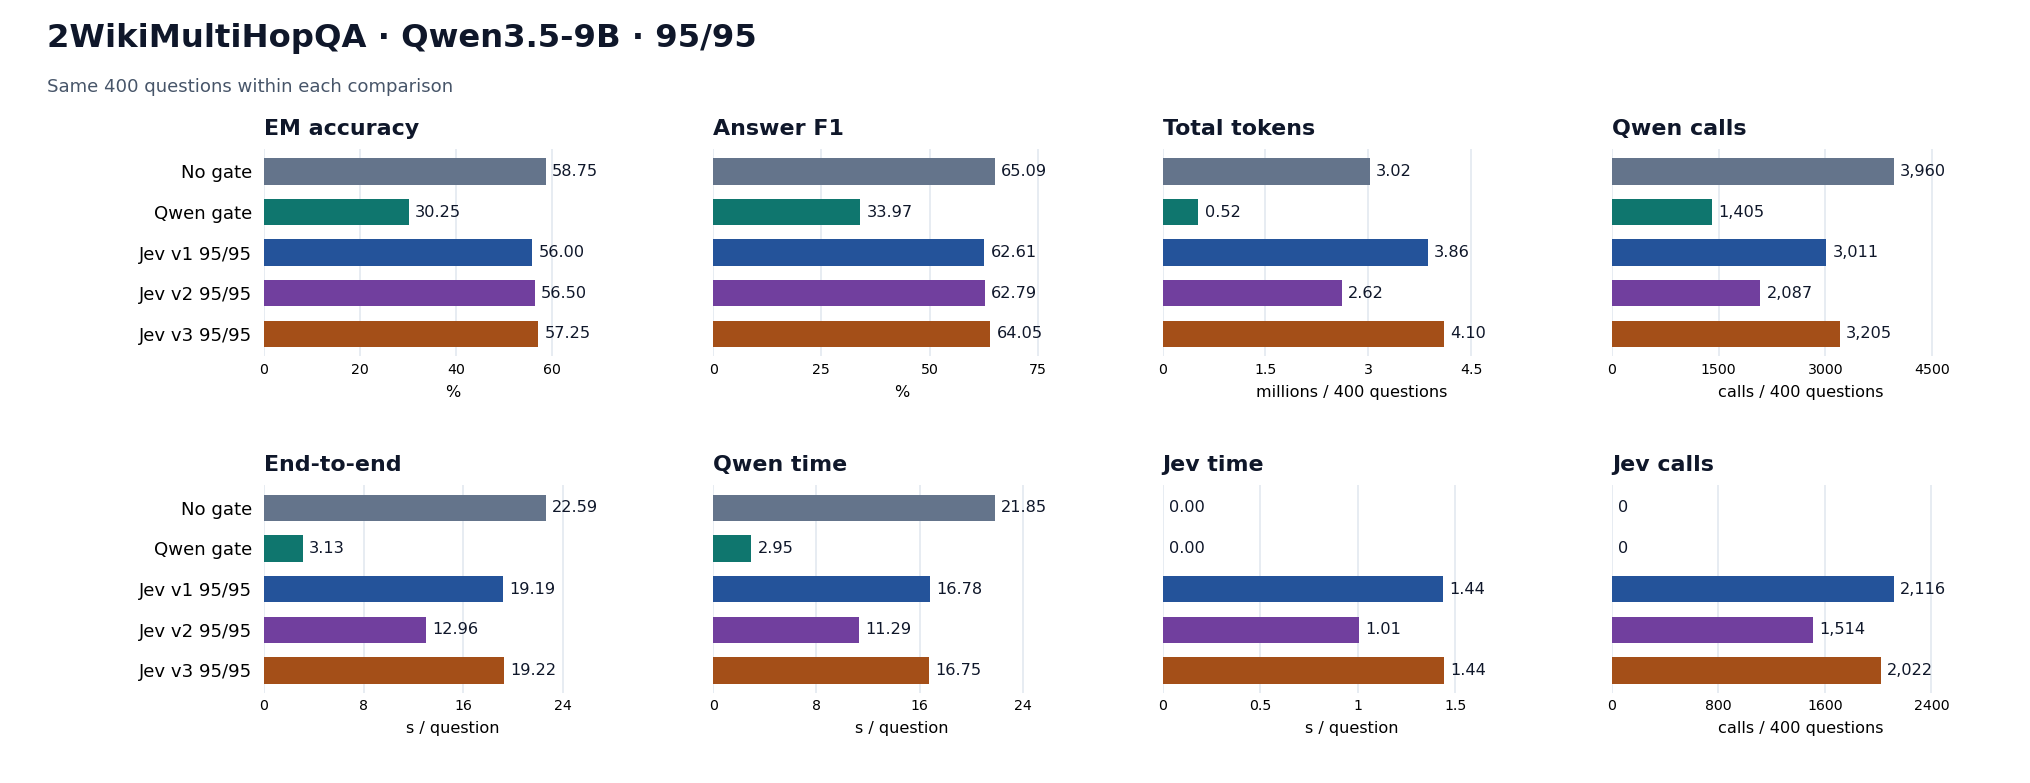 2WikiMultiHopQA · Qwen3.5-9B · 95/95
Same 400 questions within each comparison
EM accuracy
No gate 58.75
Qwen gate 30.25
Jev v1 95/95 56.00
Jev v2 95/95 56.50
Jev v3 95/95 57.25
0 20 40 60
%
Answer F1
65.09
33.97
62.61
62.79
64.05
0 25 50 75
%
Total tokens
3.02
0.52
3.86
2.62
4.10
0 1.5 3 4.5
millions / 400 questions
Qwen calls
3,960
1,405
3,011
2,087
3,205
0 1500 3000 4500
calls / 400 questions
End-to-end
No gate 22.59
Qwen gate 3.13
Jev v1 95/95 19.19
Jev v2 95/95 12.96
Jev v3 95/95 19.22
0 8 16 24
s / question
Qwen time
21.85
2.95
16.78
11.29
16.75
0 8 16 24
s / question
Jev time
0.00
0.00
1.44
1.01
1.44
0 0.5 1 1.5
s / question
Jev calls
0
0
2,116
1,514
2,022
0 800 1600 2400
calls / 400 questions